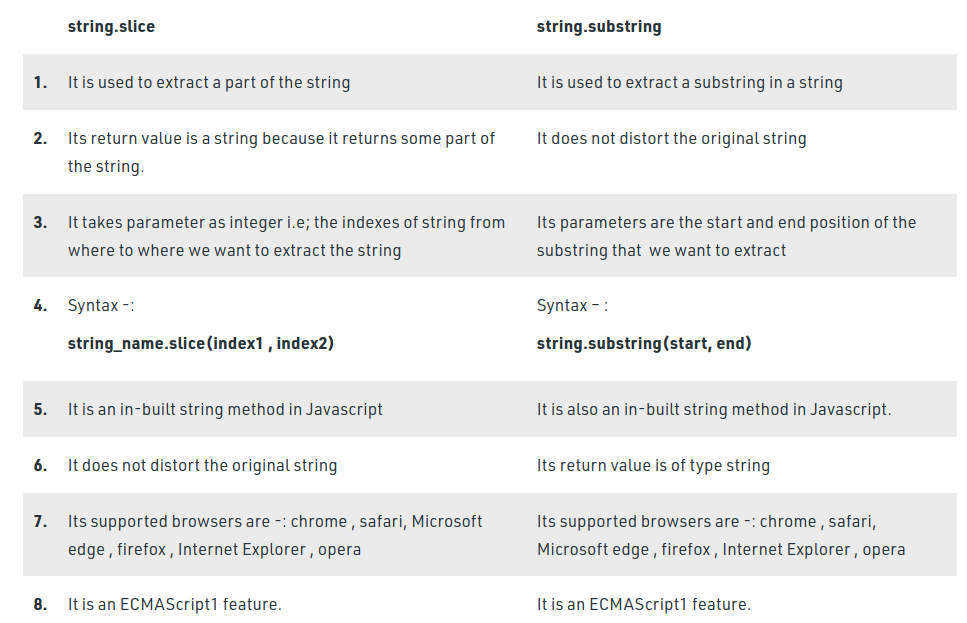 string.slice string.substring
1. It is used to extract a part of the string It is used to extract a substring in a string
2. Its return value is a string because it returns some part of It does not distort the original string
the string.
3. It takes parameter as integer i.e; the indexes of string from Its parameters are the start and end position of the
where to where we want to extract the string substring that  we want to extract
4. Syntax -: Syntax – :
string_name.slice(index1 , index2) string.substring(start, end)
5. It is an in-built string method in Javascript It is also an in-built string method in Javascript.
6. It does not distort the original string Its return value is of type string
7. Its supported browsers are -: chrome , safari, Microsoft Its supported browsers are -: chrome , safari,
edge , firefox , Internet Explorer , opera Microsoft edge , firefox , Internet Explorer , opera
8. It is an ECMAScript1 feature. It is an ECMAScript1 feature.